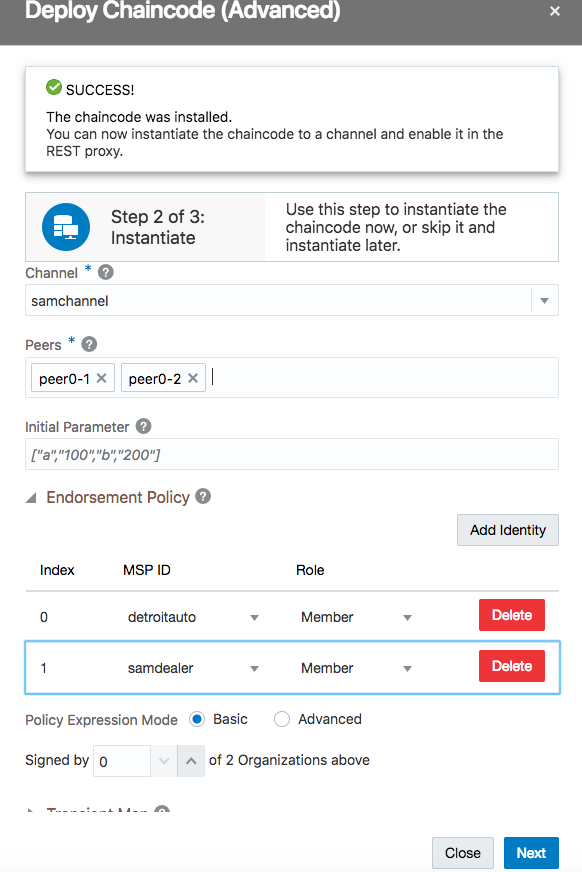 Deploy Chaincode (Advanced) ×
SUCCESS!
The chaincode was installed.
You can now instantiate the chaincode to a channel and enable it in the
REST proxy.
Step 2 of 3:
Instantiate
Use this step to instantiate the
chaincode now, or skip it and
instantiate later.
Channel * ?
samchannel
Peers * ?
peer0-1 × peer0-2 ×
Initial Parameter ?
["a","100","b","200"]
Endorsement Policy ?
Add Identity
Index MSP ID Role
0 detroitauto Member Delete
1 samdealer Member Delete
Policy Expression Mode Basic Advanced
Signed by 0 of 2 Organizations above
Transient Map ?
Close Next